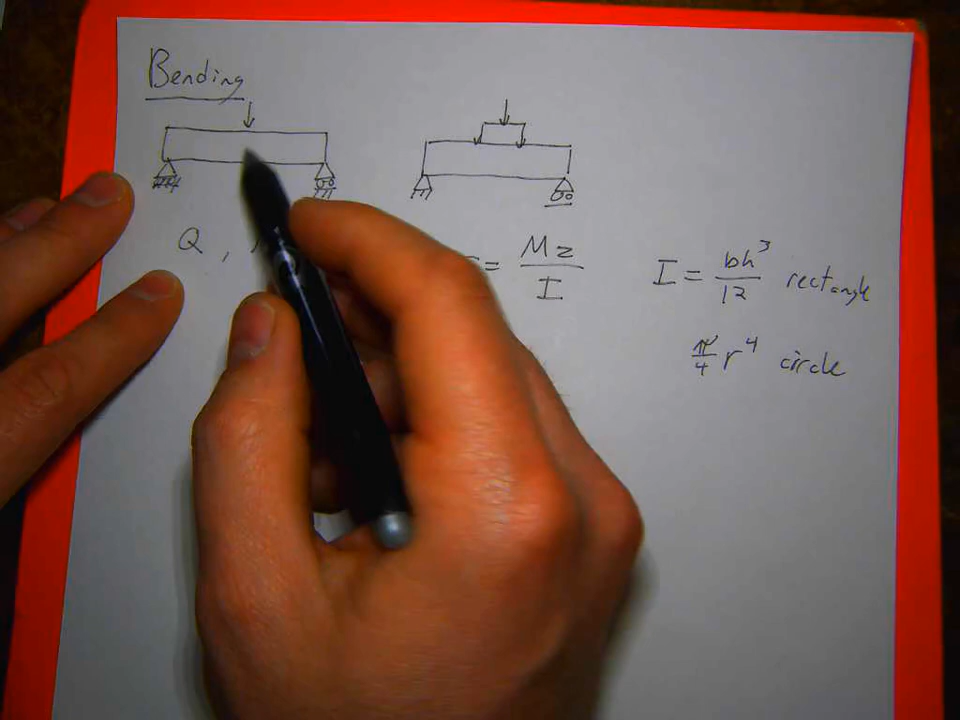 Bending
Q ,
= Mz / I
I = bh³ / 12 rectangle
π/4 r⁴ circle